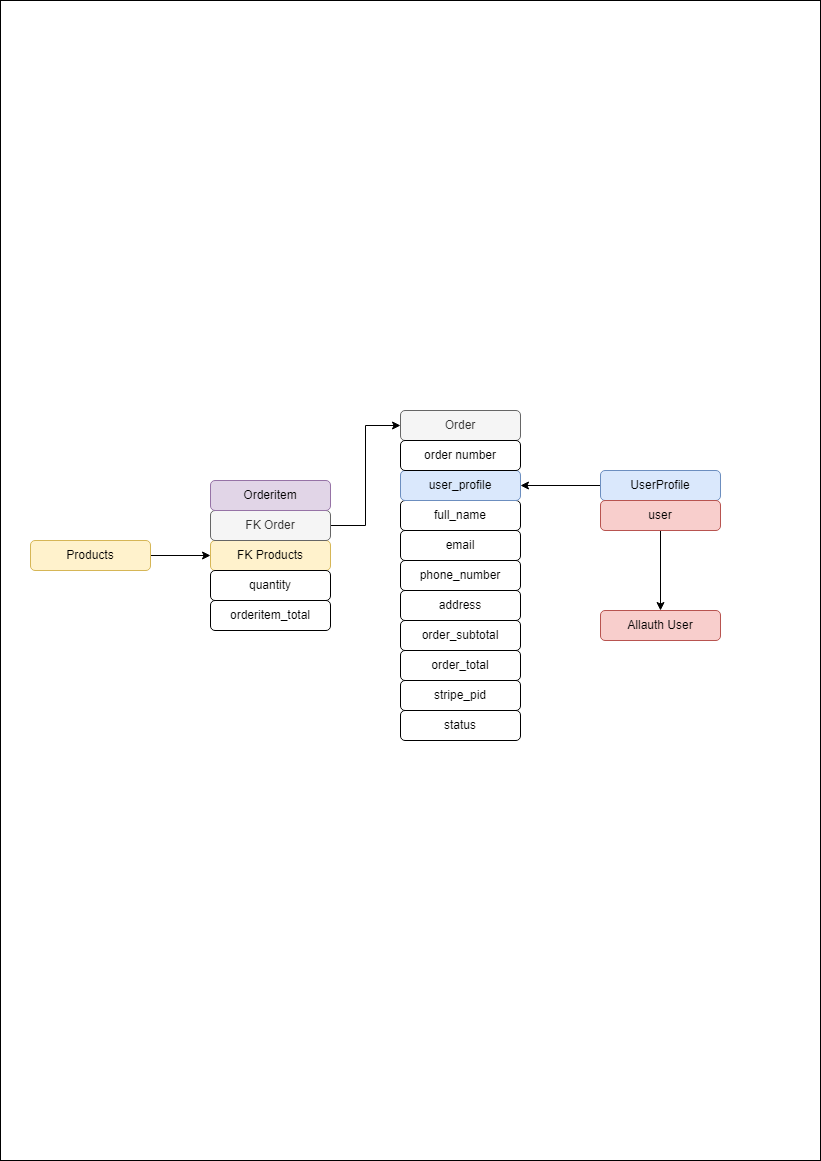 Products
Orderitem
FK Order
FK Products
quantity
orderitem_total
Order
order number
user_profile
full_name
email
phone_number
address
order_subtotal
order_total
stripe_pid
status
UserProfile
user
Allauth User